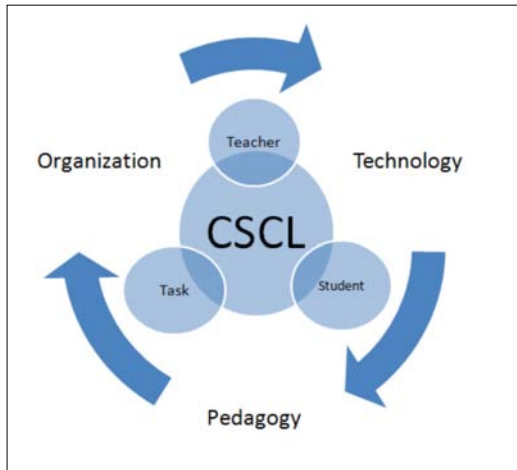 Teacher
Organization
Technology
CSCL
Task
Student
Pedagogy